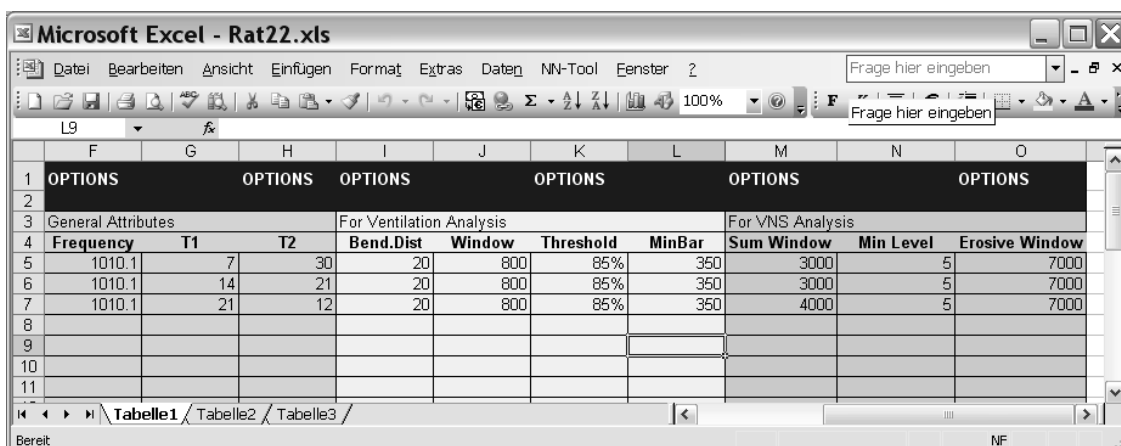 Microsoft Excel - Rat22.xls
Datei Bearbeiten Ansicht Einfügen Format Extras Daten NN-Tool Fenster ? Frage hier eingeben
100% F
L9 fx Frage hier eingeben
F G H I J K L M N O
1 OPTIONS OPTIONS OPTIONS OPTIONS OPTIONS OPTIONS
2
3 General Attributes For Ventilation Analysis For VNS Analysis
4 Frequency T1 T2 Bend.Dist Window Threshold MinBar Sum Window Min Level Erosive Window
5 1010.1 7 30 20 800 85% 350 3000 5 7000
6 1010.1 14 21 20 800 85% 350 3000 5 7000
7 1010.1 21 12 20 800 85% 350 4000 5 7000
8
9
10
11
Tabelle1 / Tabelle2 / Tabelle3 /
Bereit NF